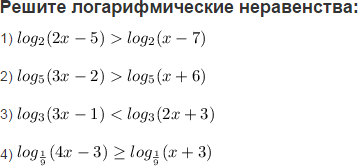 Решите логарифмические неравенства:
1) log₂(2x − 5) > log₂(x − 7)
2) log₅(3x − 2) > log₅(x + 6)
3) log₃(3x − 1) < log₃(2x + 3)
4) log_{1/9}(4x − 3) ≥ log_{1/9}(x + 3)